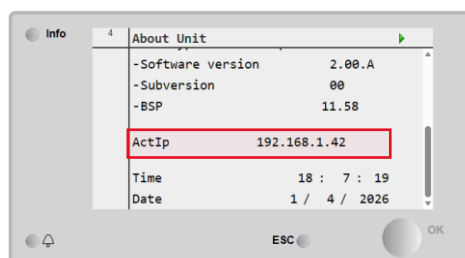 Info
4 About Unit
-Software version 2.00.A
-Subversion 00
-BSP 11.58
ActIp 192.168.1.42
Time 18 : 7 : 19
Date 1 / 4 / 2026
ESC
OK